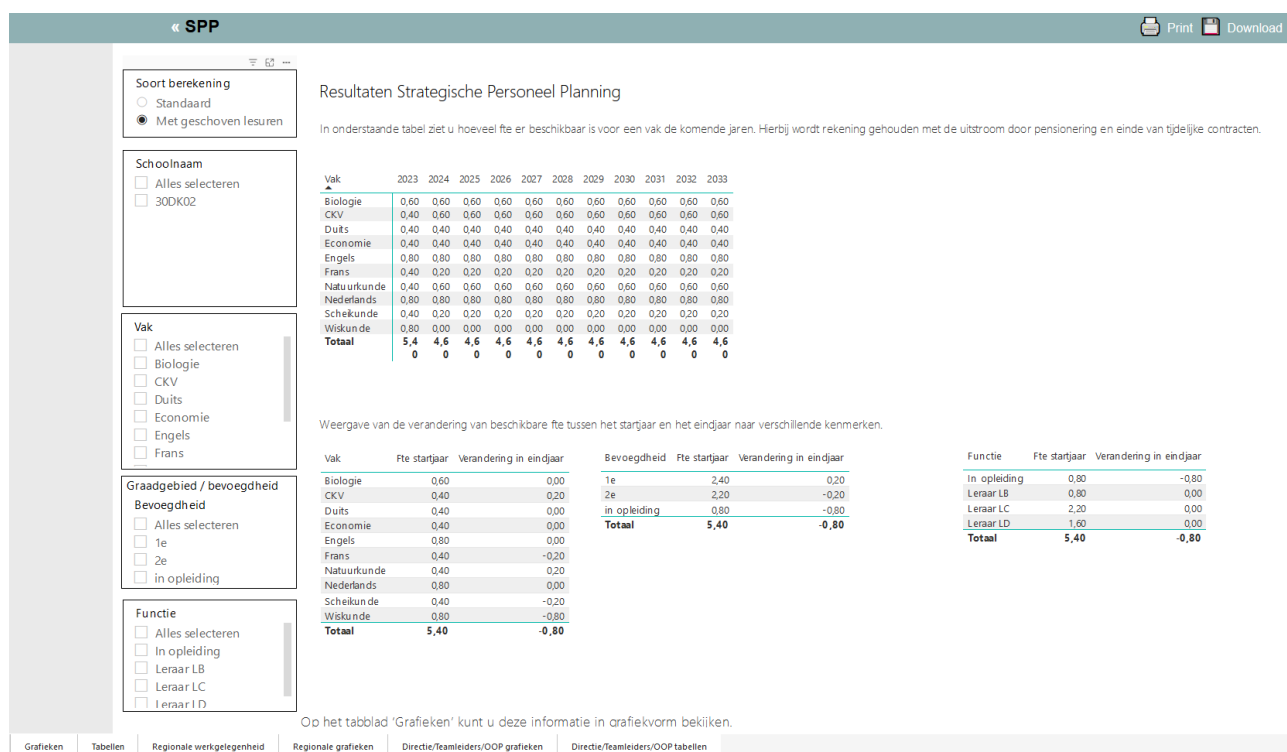 « SPP
Print Download
Soort berekening
Standaard
Met geschoven lesuren
Schoolnaam
Alles selecteren
30DK02
Vak
Alles selecteren
Biologie
CKV
Duits
Economie
Engels
Frans
Graadgebied / bevoegdheid
Bevoegdheid
Alles selecteren
1e
2e
in opleiding
Functie
Alles selecteren
In opleiding
Leraar LB
Leraar LC
Leraar LD
Resultaten Strategische Personeel Planning
In onderstaande tabel ziet u hoeveel fte er beschikbaar is voor een vak de komende jaren. Hierbij wordt rekening gehouden met de uitstroom door pensionering en einde van tijdelijke contracten.
Vak 2023 2024 2025 2026 2027 2028 2029 2030 2031 2032 2033
Biologie 0,60 0,60 0,60 0,60 0,60 0,60 0,60 0,60 0,60 0,60 0,60
CKV 0,40 0,60 0,60 0,60 0,60 0,60 0,60 0,60 0,60 0,60 0,60
Duits 0,40 0,40 0,40 0,40 0,40 0,40 0,40 0,40 0,40 0,40 0,40
Economie 0,40 0,40 0,40 0,40 0,40 0,40 0,40 0,40 0,40 0,40 0,40
Engels 0,80 0,80 0,80 0,80 0,80 0,80 0,80 0,80 0,80 0,80 0,80
Frans 0,40 0,20 0,20 0,20 0,20 0,20 0,20 0,20 0,20 0,20 0,20
Natuurkunde 0,40 0,60 0,60 0,60 0,60 0,60 0,60 0,60 0,60 0,60 0,60
Nederlands 0,80 0,80 0,80 0,80 0,80 0,80 0,80 0,80 0,80 0,80 0,80
Scheikunde 0,40 0,20 0,20 0,20 0,20 0,20 0,20 0,20 0,20 0,20 0,20
Wiskunde 0,80 0,00 0,00 0,00 0,00 0,00 0,00 0,00 0,00 0,00 0,00
Totaal 5,4 4,6 4,6 4,6 4,6 4,6 4,6 4,6 4,6 4,6 4,6
0 0 0 0 0 0 0 0 0 0 0
Weergave van de verandering van beschikbare fte tussen het startjaar en het eindjaar naar verschillende kenmerken.
Vak Fte startjaar Verandering in eindjaar
Biologie 0,60 0,00
CKV 0,40 0,20
Duits 0,40 0,00
Economie 0,40 0,00
Engels 0,80 0,00
Frans 0,40 -0,20
Natuurkunde 0,40 0,20
Nederlands 0,80 0,00
Scheikunde 0,40 -0,20
Wiskunde 0,80 -0,80
Totaal 5,40 -0,80
Bevoegdheid Fte startjaar Verandering in eindjaar
1e 2,40 0,20
2e 2,20 -0,20
in opleiding 0,80 -0,80
Totaal 5,40 -0,80
Functie Fte startjaar Verandering in eindjaar
In opleiding 0,80 -0,80
Leraar LB 0,80 0,00
Leraar LC 2,20 0,00
Leraar LD 1,60 0,00
Totaal 5,40 -0,80
Op het tabblad 'Grafieken' kunt u deze informatie in grafiekvorm bekijken.
Grafieken Tabellen Regionale werkgelegenheid Regionale grafieken Directie/Teamleiders/OOP grafieken Directie/Teamleiders/OOP tabellen